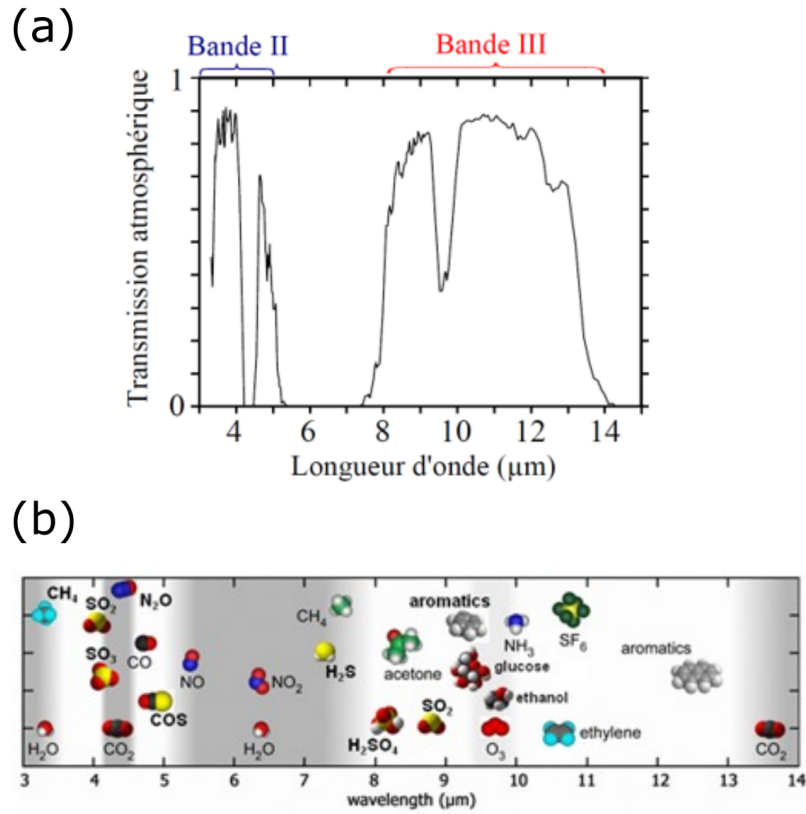 (a)
Bande II
Bande III
1
Transmission atmosphérique
0
4 6 8 10 12 14
Longueur d'onde (µm)
(b)
CH₄
SO₂
N₂O
SO₃
CO
COS
H₂O
CO₂
NO
NO₂
H₂O
CH₄
H₂S
acetone
H₂SO₄
aromatics
glucose
ethanol
SO₂
O₃
NH₃
SF₆
ethylene
aromatics
CO₂
3 4 5 6 7 8 9 10 11 12 13 14
wavelength (µm)